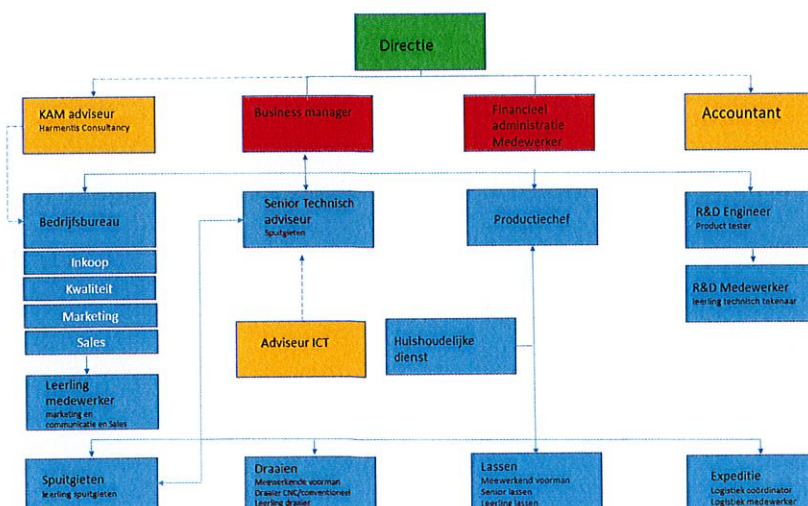 Directie
KAM adviseur
Harmentis Consultancy
Business manager
Financieel
administratie
Medewerker
Accountant
Bedrijfsbureau
Senior Technisch
adviseur
Spuitgieten
Productiechef
R&D Engineer
Product tester
Inkoop
Kwaliteit
Marketing
Sales
R&D Medewerker
leerling technisch tekenaar
Adviseur ICT
Huishoudelijke
dienst
Leerling
medewerker
marketing en
communicatie en Sales
Spuitgieten
leerling spuitgieten
Draaien
Meewerkende voorman
Draaier CNC/conventioneel
Leerling draaier
Lassen
Meewerkend voorman
Senior lassen
Leerling lassen
Expeditie
Logistiek coördinator
Logistiek medewerker